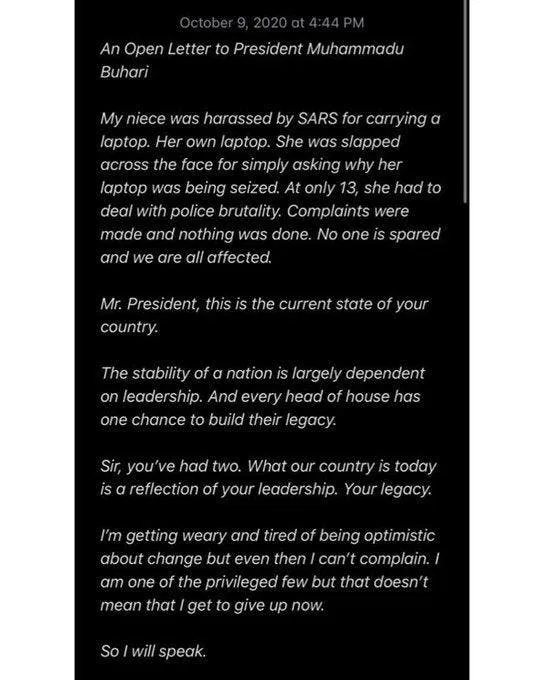 October 9, 2020 at 4:44 PM
An Open Letter to President Muhammadu
Buhari
My niece was harassed by SARS for carrying a
laptop. Her own laptop. She was slapped
across the face for simply asking why her
laptop was being seized. At only 13, she had to
deal with police brutality. Complaints were
made and nothing was done. No one is spared
and we are all affected.
Mr. President, this is the current state of your
country.
The stability of a nation is largely dependent
on leadership. And every head of house has
one chance to build their legacy.
Sir, you’ve had two. What our country is today
is a reflection of your leadership. Your legacy.
I’m getting weary and tired of being optimistic
about change but even then I can’t complain. I
am one of the privileged few but that doesn’t
mean that I get to give up now.
So I will speak.